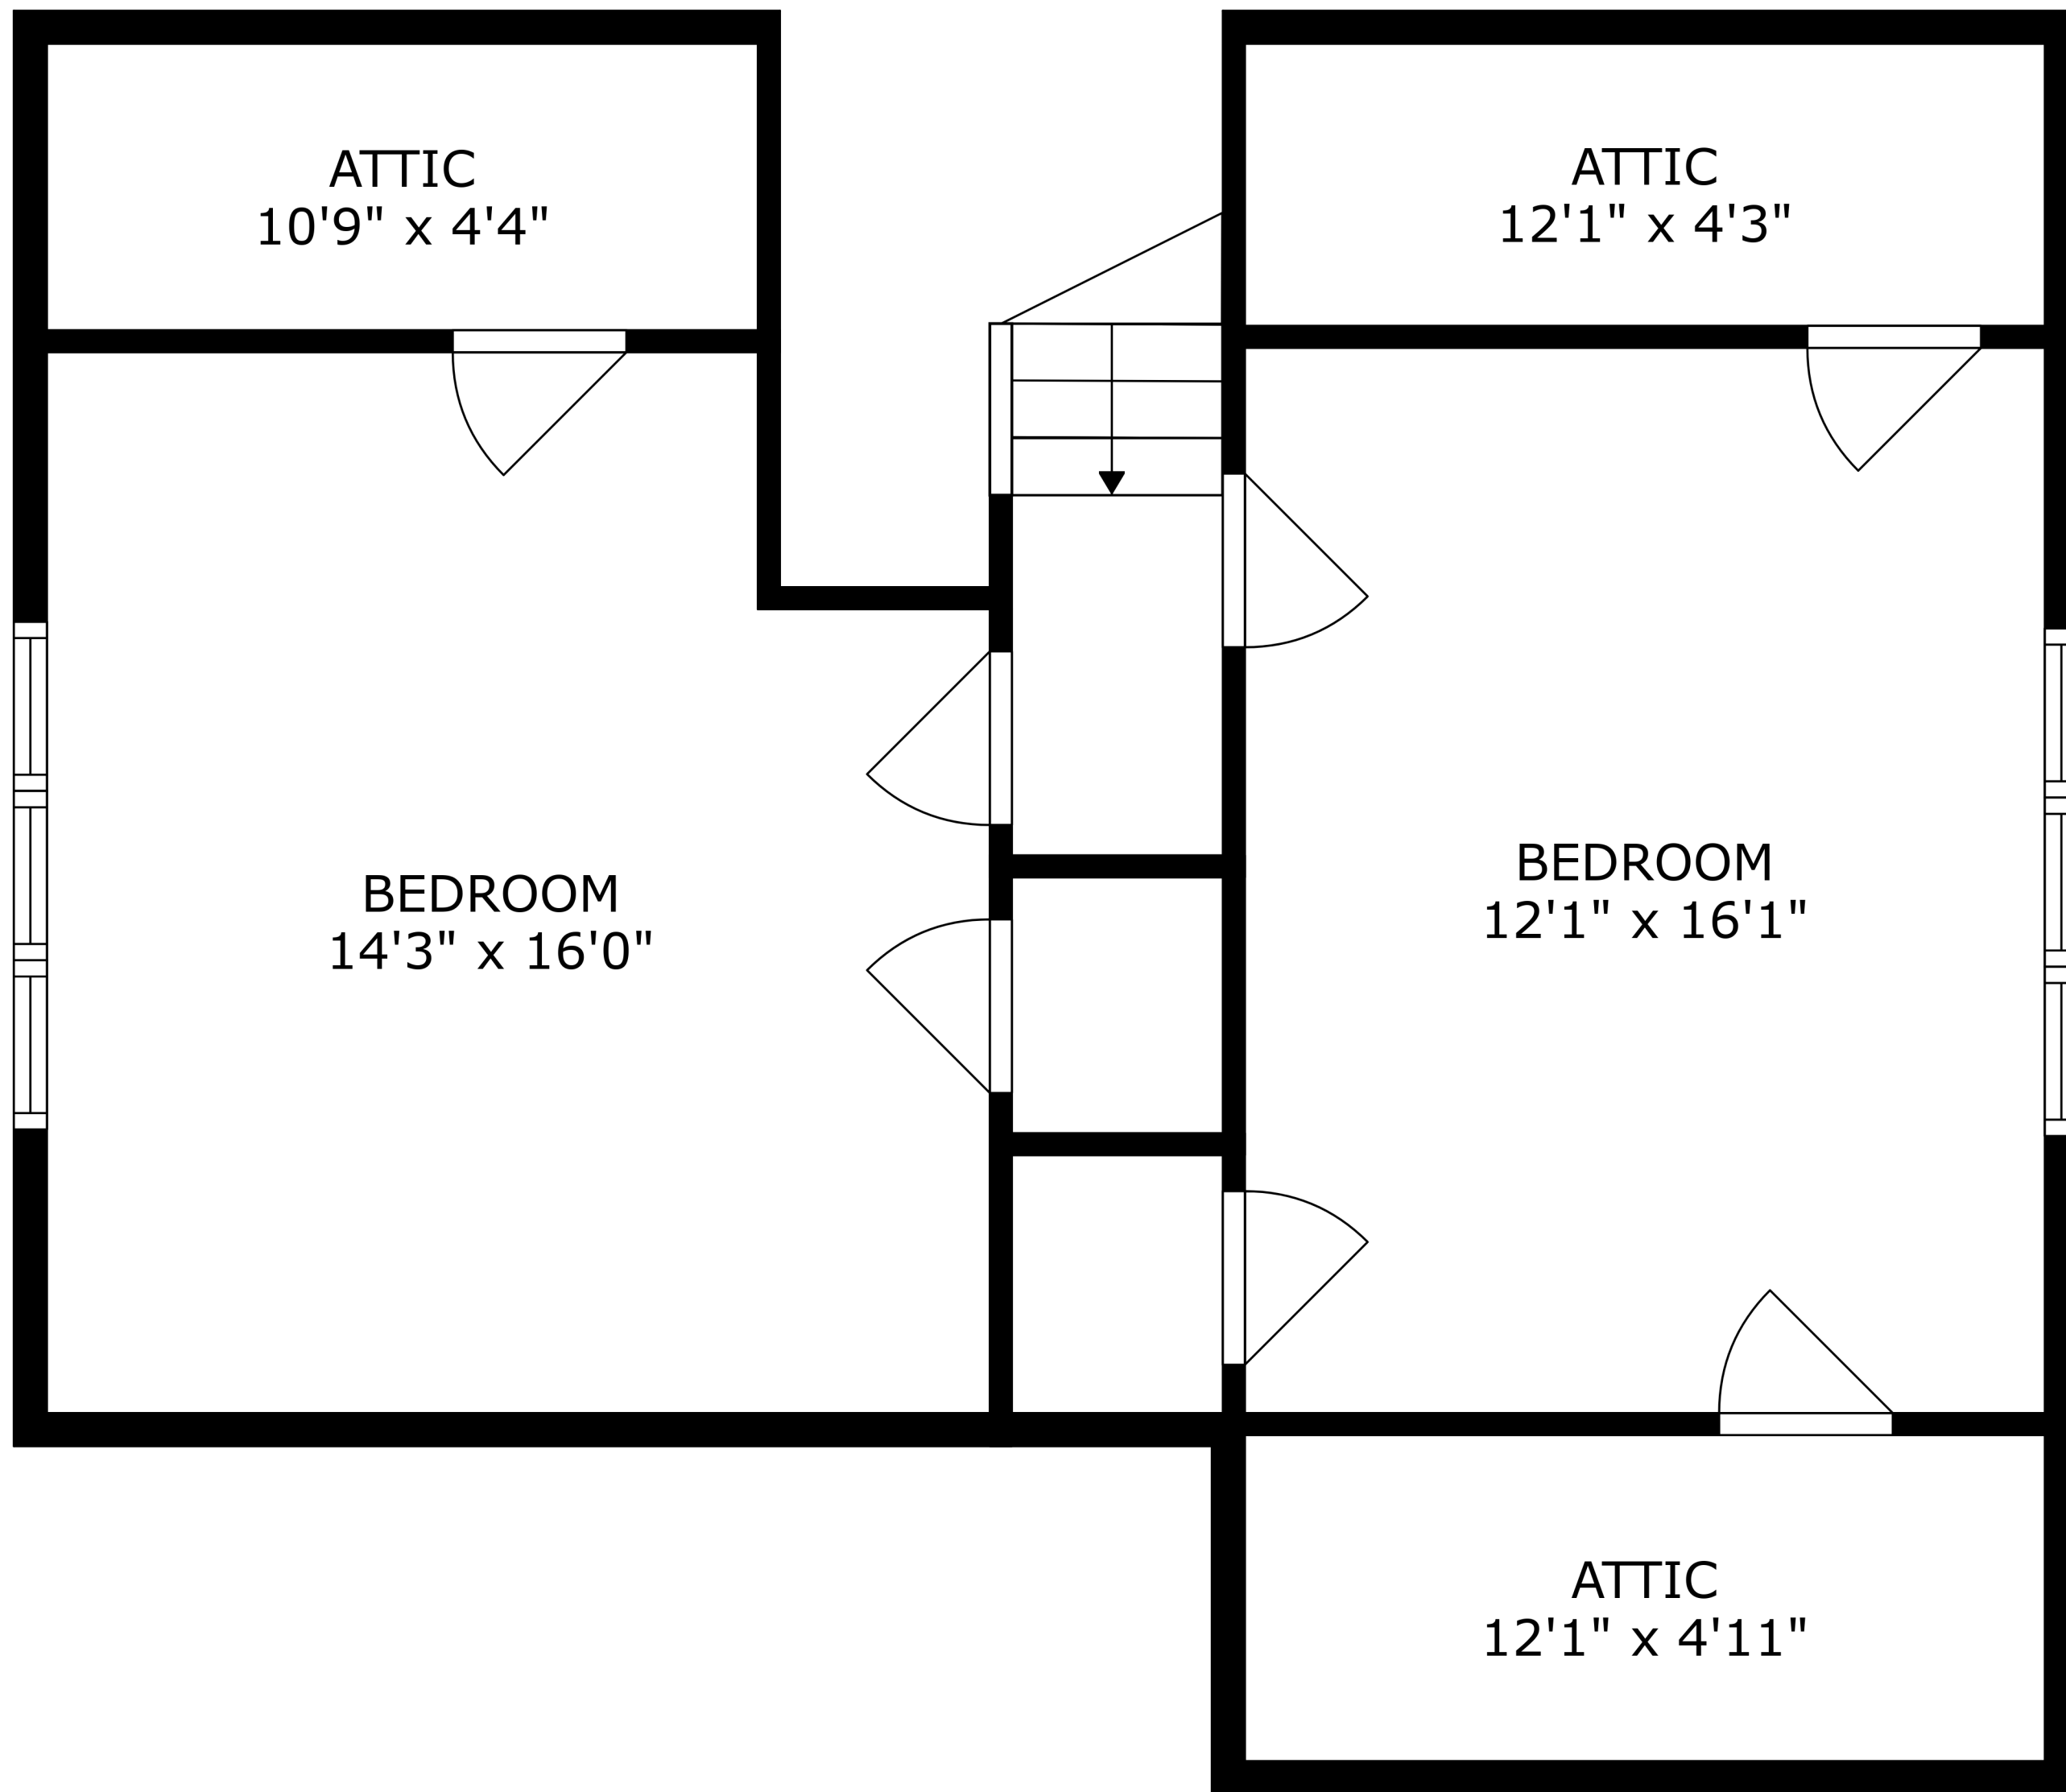 ATTIC
10'9" x 4'4"
ATTIC
12'1" x 4'3"
BEDROOM
14'3" x 16'0"
BEDROOM
12'1" x 16'1"
ATTIC
12'1" x 4'11"